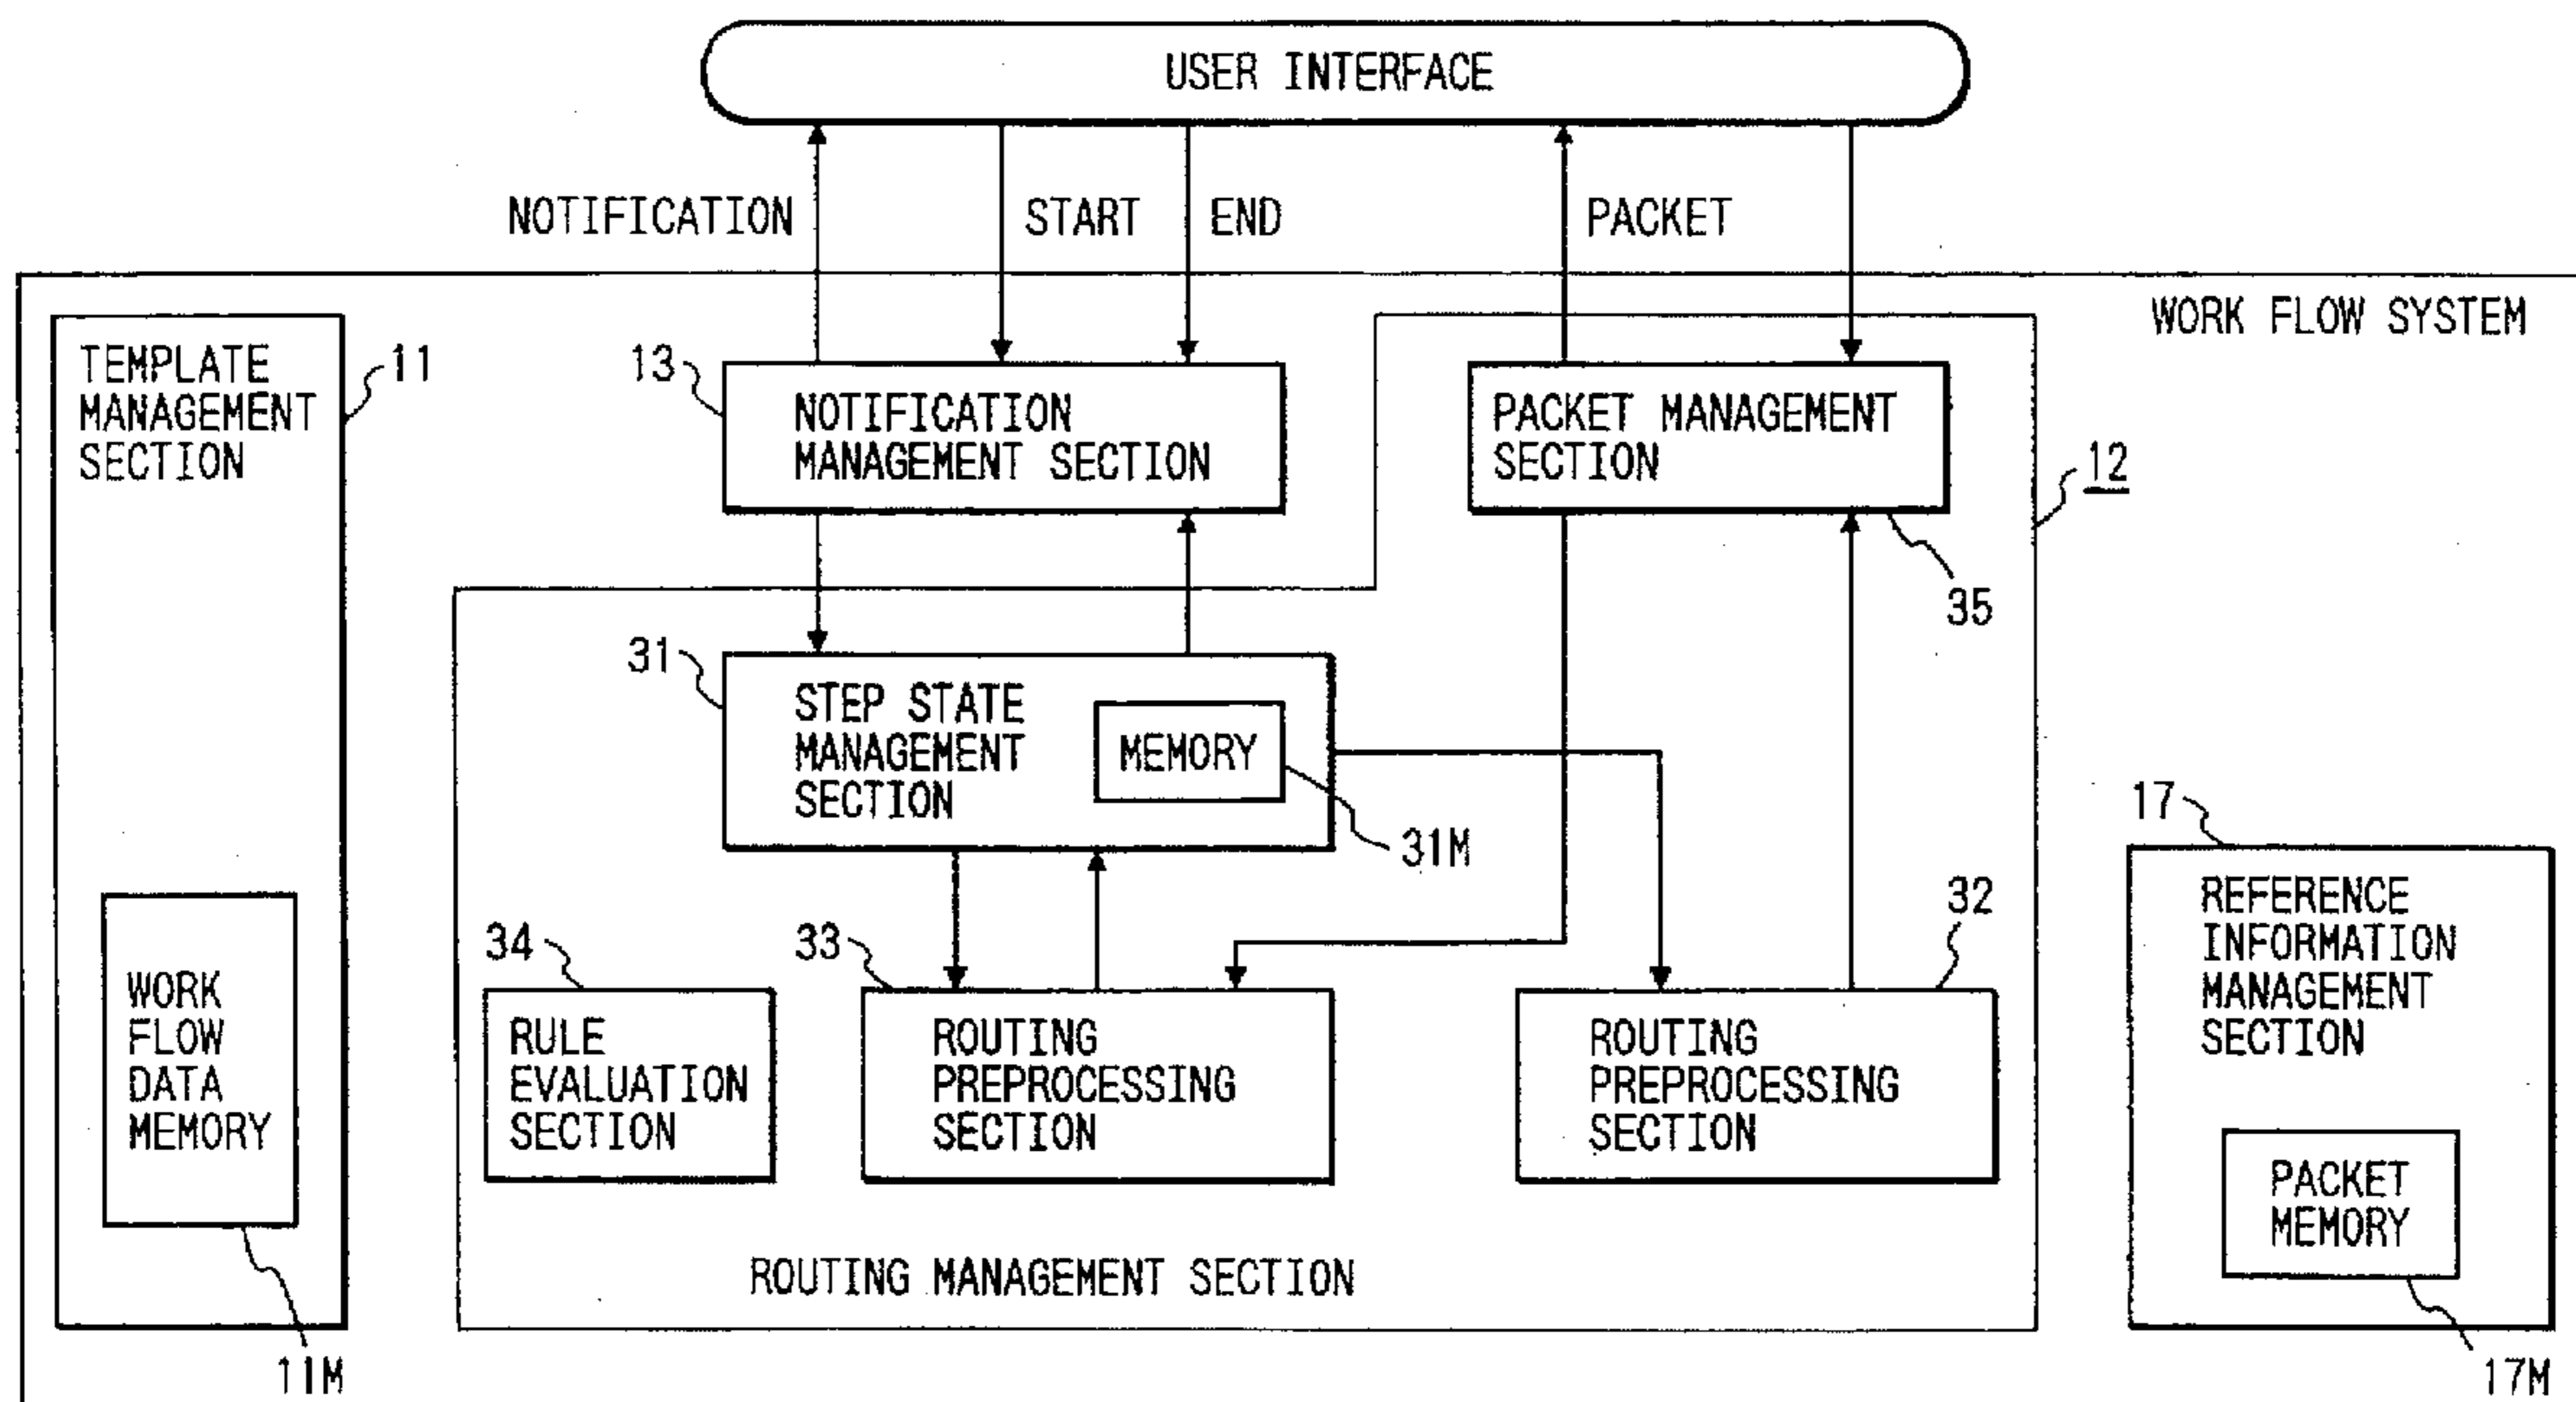 USER INTERFACE
NOTIFICATION
START
END
PACKET
WORK FLOW SYSTEM
TEMPLATE
MANAGEMENT
SECTION
11
13
NOTIFICATION
MANAGEMENT SECTION
PACKET MANAGEMENT
SECTION
12
35
31
STEP STATE
MANAGEMENT
SECTION
MEMORY
31M
17
REFERENCE
INFORMATION
MANAGEMENT
SECTION
PACKET
MEMORY
17M
WORK
FLOW
DATA
MEMORY
11M
34
RULE
EVALUATION
SECTION
33
ROUTING
PREPROCESSING
SECTION
32
ROUTING
PREPROCESSING
SECTION
ROUTING MANAGEMENT SECTION